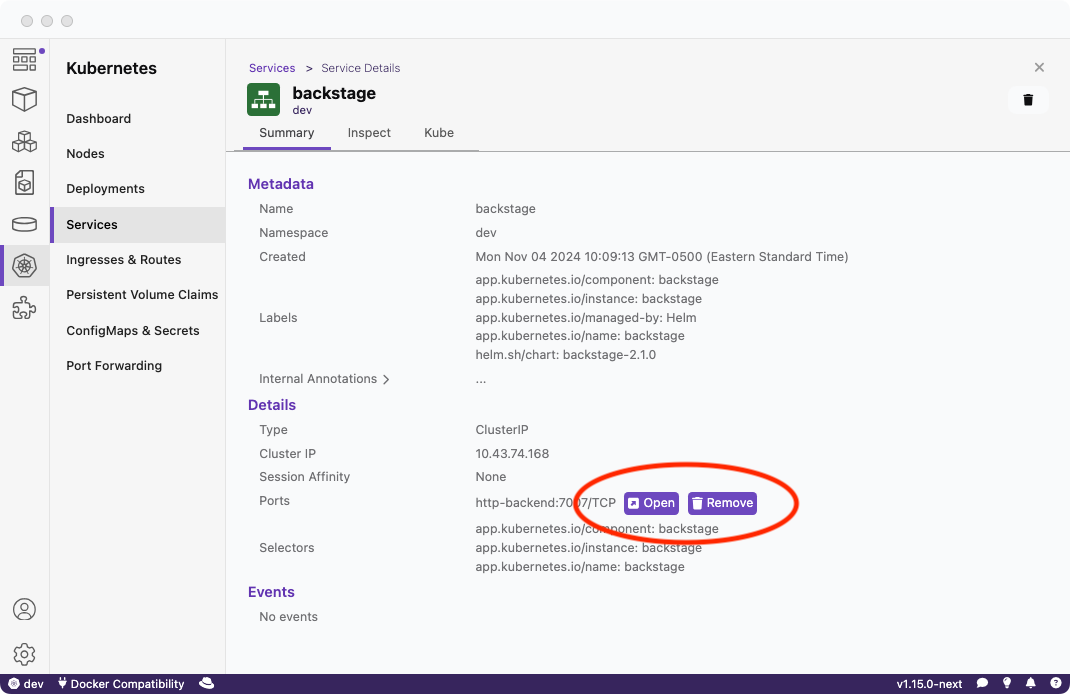 Kubernetes
Dashboard
Nodes
Deployments
Services
Ingresses & Routes
Persistent Volume Claims
ConfigMaps & Secrets
Port Forwarding
Services > Service Details
backstage
dev
Summary Inspect Kube
Metadata
Name backstage
Namespace dev
Created Mon Nov 04 2024 10:09:13 GMT-0500 (Eastern Standard Time)
Labels
app.kubernetes.io/component: backstage
app.kubernetes.io/instance: backstage
app.kubernetes.io/managed-by: Helm
app.kubernetes.io/name: backstage
helm.sh/chart: backstage-2.1.0
Internal Annotations ...
Details
Type ClusterIP
Cluster IP 10.43.74.168
Session Affinity None
Ports http-backend:7007/TCP Open Remove
Selectors
app.kubernetes.io/component: backstage
app.kubernetes.io/instance: backstage
app.kubernetes.io/name: backstage
Events
No events
dev Docker Compatibility v1.15.0-next